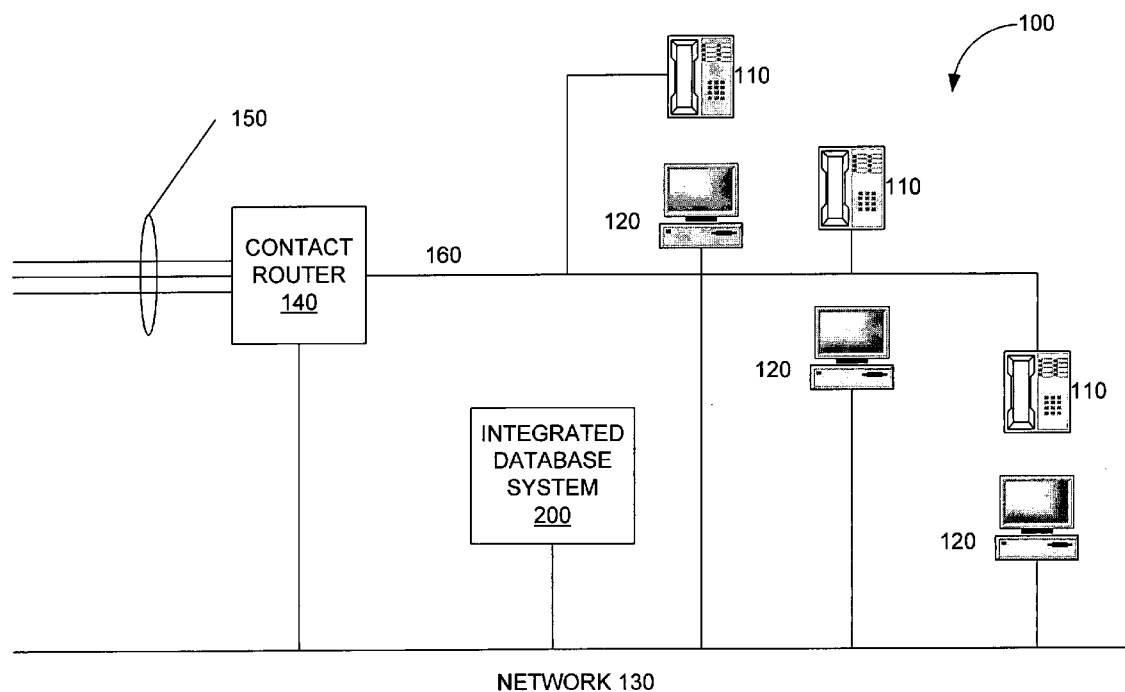 100
110
150
110
120
CONTACT
ROUTER
140
160
120
110
INTEGRATED
DATABASE
SYSTEM
200
120
NETWORK 130